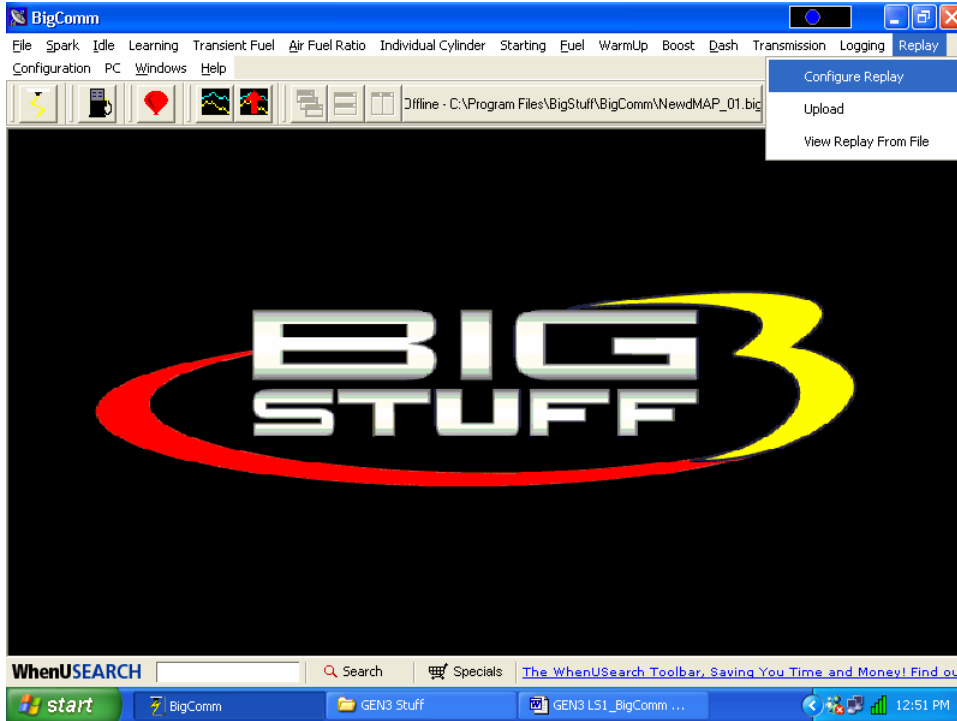 BigComm
File Spark Idle Learning Transient Fuel Air Fuel Ratio Individual Cylinder Starting Fuel WarmUp Boost Dash Transmission Logging Replay
Configuration PC Windows Help
Configure Replay
Offline - C:\Program Files\BigStuff\BigComm\NewdMAP_01.big
Upload
View Replay From File
BIG 3
STUFF
WhenUSEARCH Search Specials The WhenUSearch Toolbar, Saving You Time and Money! Find ou
start BigComm GEN3 Stuff GEN3 LS1_BigComm ... 12:51 PM